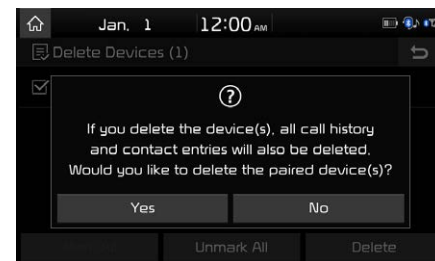 Jan. 1 12:00 AM
Delete Devices (1)
If you delete the device(s), all call history
and contact entries will also be deleted.
Would you like to delete the paired device(s)?
Yes No
Unmark All Delete